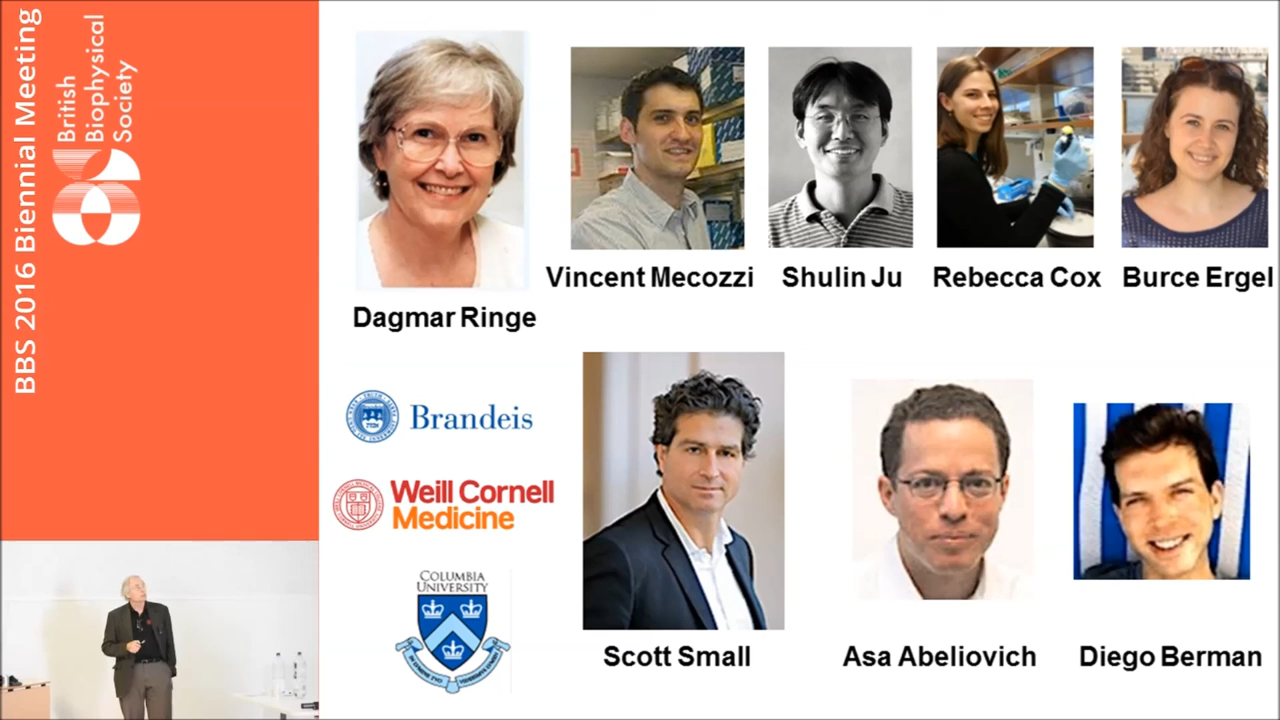 BBS 2016 Biennial Meeting
British
Biophysical
Society
Vincent Mecozzi
Shulin Ju
Rebecca Cox
Burce Ergel
Dagmar Ringe
Brandeis
Weill Cornell
Medicine
COLUMBIA
UNIVERSITY
Scott Small
Asa Abeliovich
Diego Berman